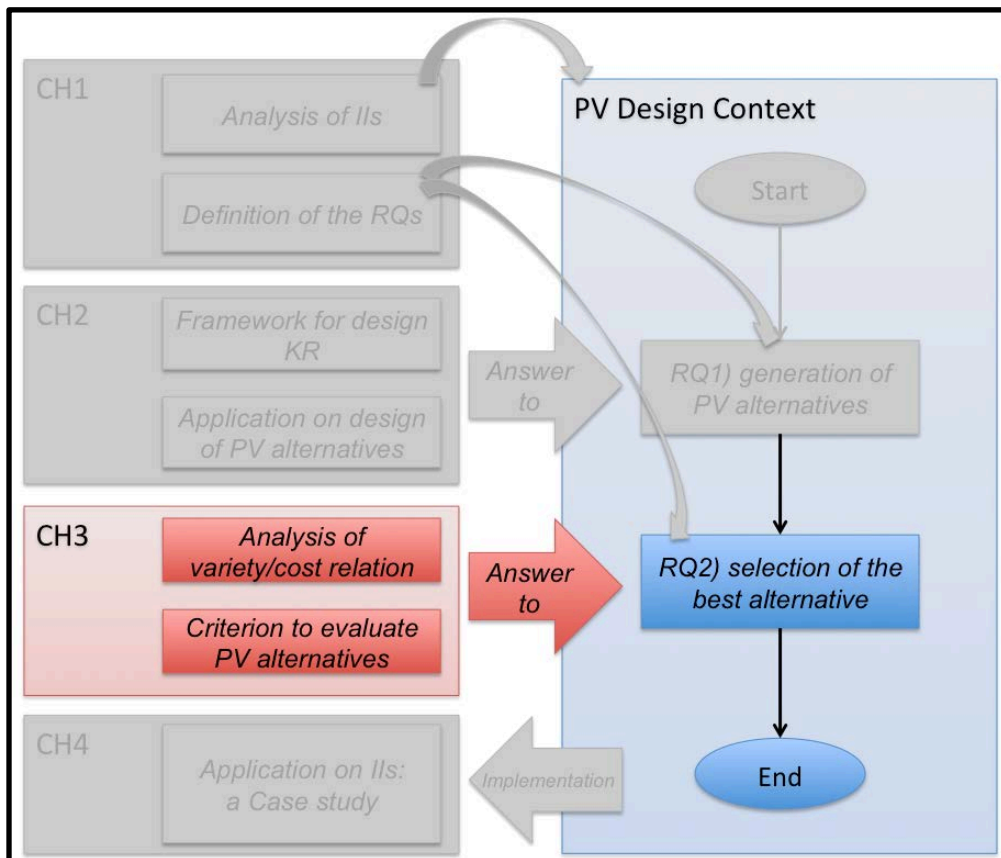 CH1
Analysis of IIs
Definition of the RQs
CH2
Framework for design
KR
Application on design
of PV alternatives
Answer
to
CH3
Analysis of
variety/cost relation
Criterion to evaluate
PV alternatives
Answer
to
CH4
Application on IIs:
a Case study
Implementation
PV Design Context
Start
RQ1) generation of
PV alternatives
RQ2) selection of the
best alternative
End